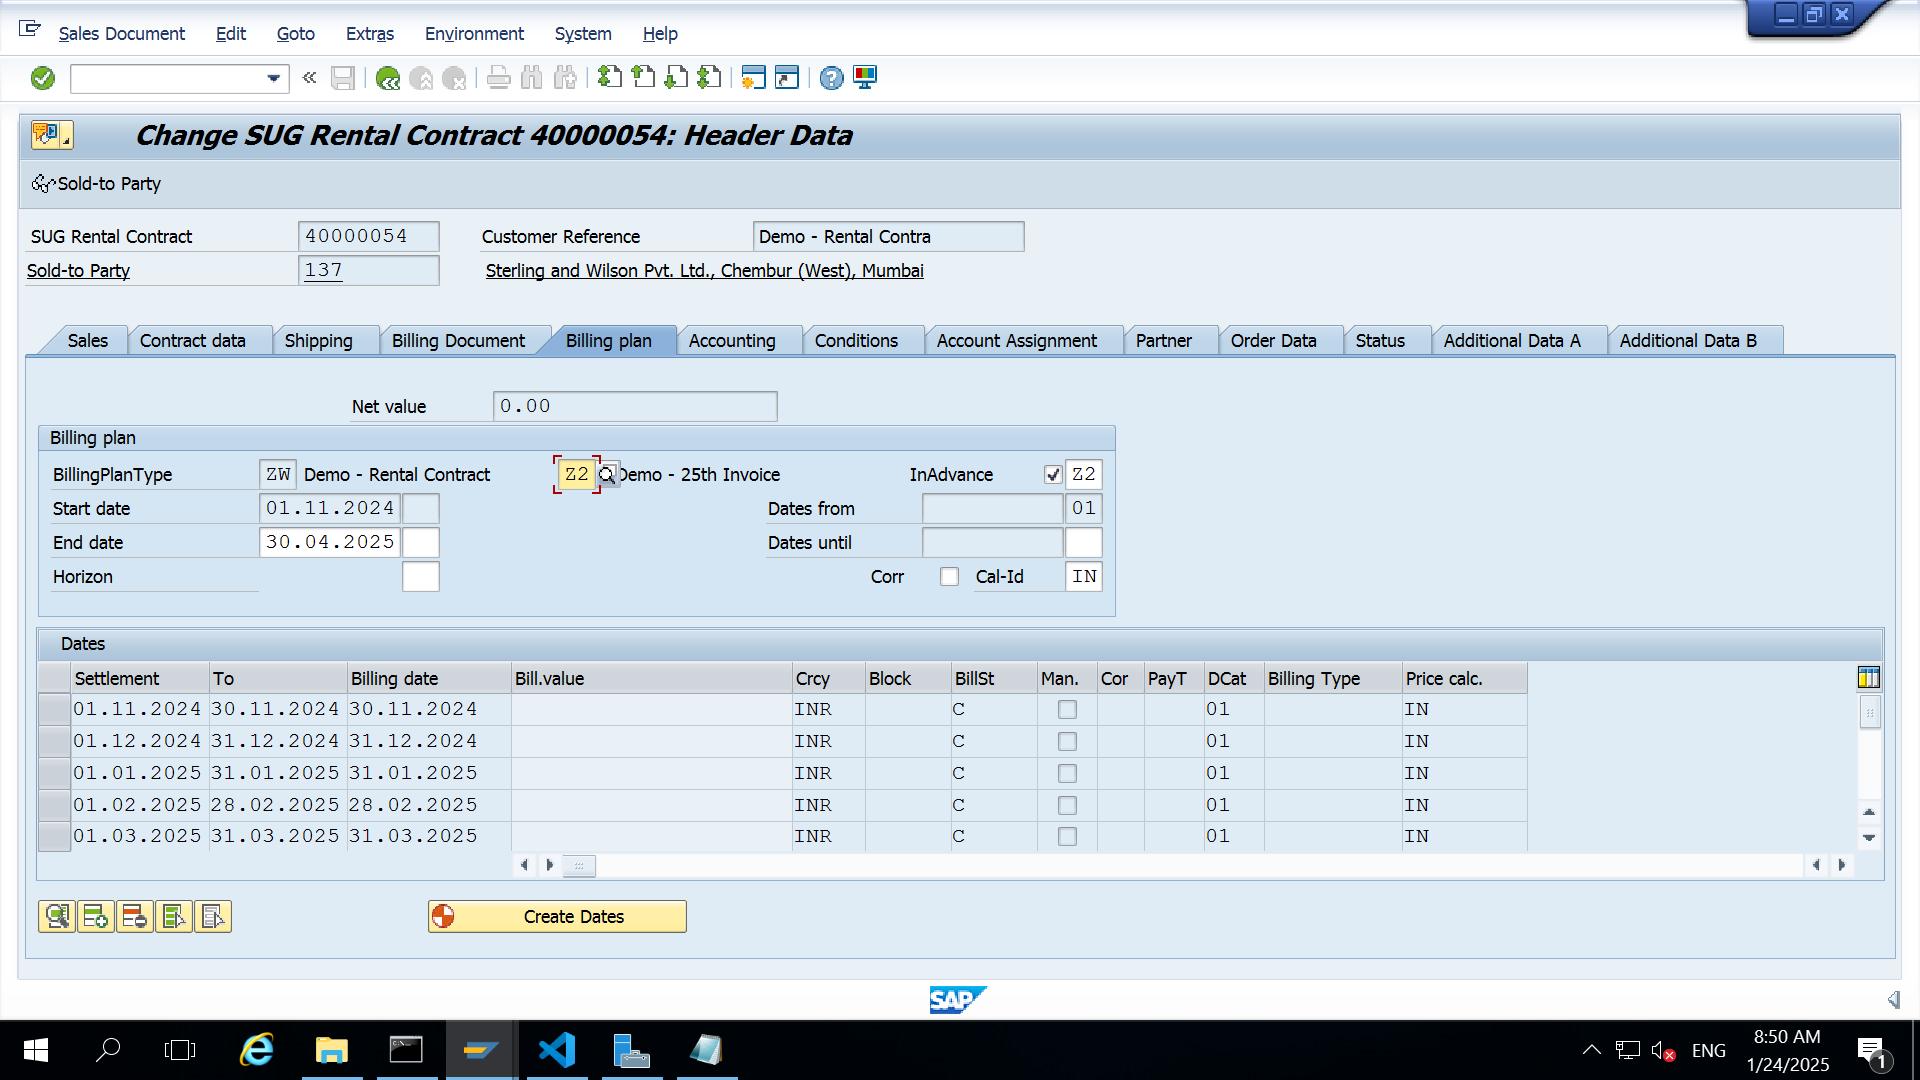 Sales Document Edit Goto Extras Environment System Help
Change SUG Rental Contract 40000054: Header Data
Sold-to Party
SUG Rental Contract 40000054 Customer Reference Demo - Rental Contra
Sold-to Party 137 Sterling and Wilson Pvt. Ltd., Chembur (West), Mumbai
Sales Contract data Shipping Billing Document Billing plan Accounting Conditions Account Assignment Partner Order Data Status Additional Data A Additional Data B
Net value 0.00
Billing plan
BillingPlanType ZW Demo - Rental Contract Z2 Demo - 25th Invoice InAdvance Z2
Start date 01.11.2024 Dates from 01
End date 30.04.2025 Dates until
Horizon Corr Cal-Id IN
Dates
Settlement To Billing date Bill.value Crcy Block BillSt Man. Cor PayT DCat Billing Type Price calc.
01.11.2024 30.11.2024 30.11.2024 INR C 01 IN
01.12.2024 31.12.2024 31.12.2024 INR C 01 IN
01.01.2025 31.01.2025 31.01.2025 INR C 01 IN
01.02.2025 28.02.2025 28.02.2025 INR C 01 IN
01.03.2025 31.03.2025 31.03.2025 INR C 01 IN
Create Dates
SAP
ENG 8:50 AM
1/24/2025
1